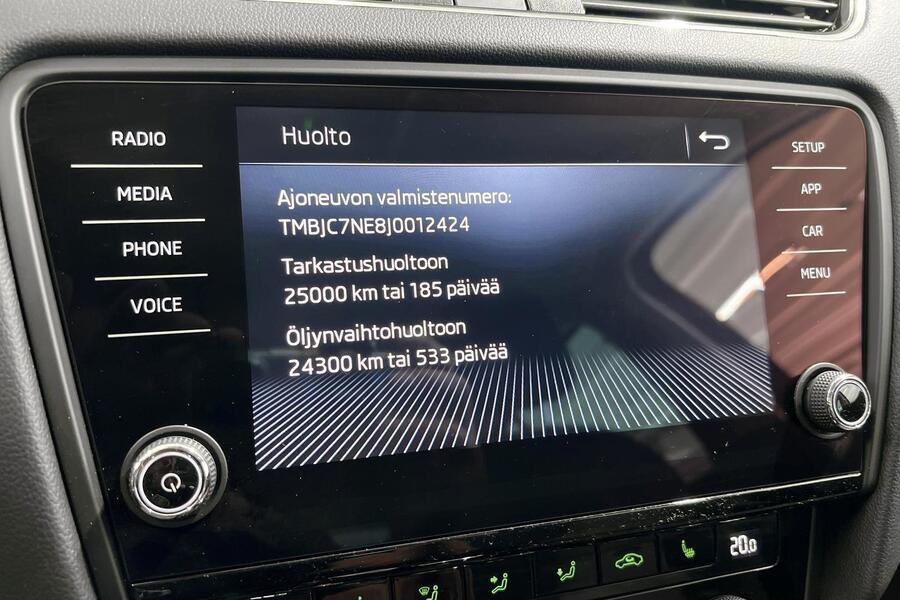 Huolto
Ajoneuvon valmistenumero:
TMBJC7NE8J0012424
Tarkastushuoltoon
25000 km tai 185 päivää
Öljynvaihtohuoltoon
24300 km tai 533 päivää
RADIO
MEDIA
PHONE
VOICE
SETUP
APP
CAR
MENU
20.0